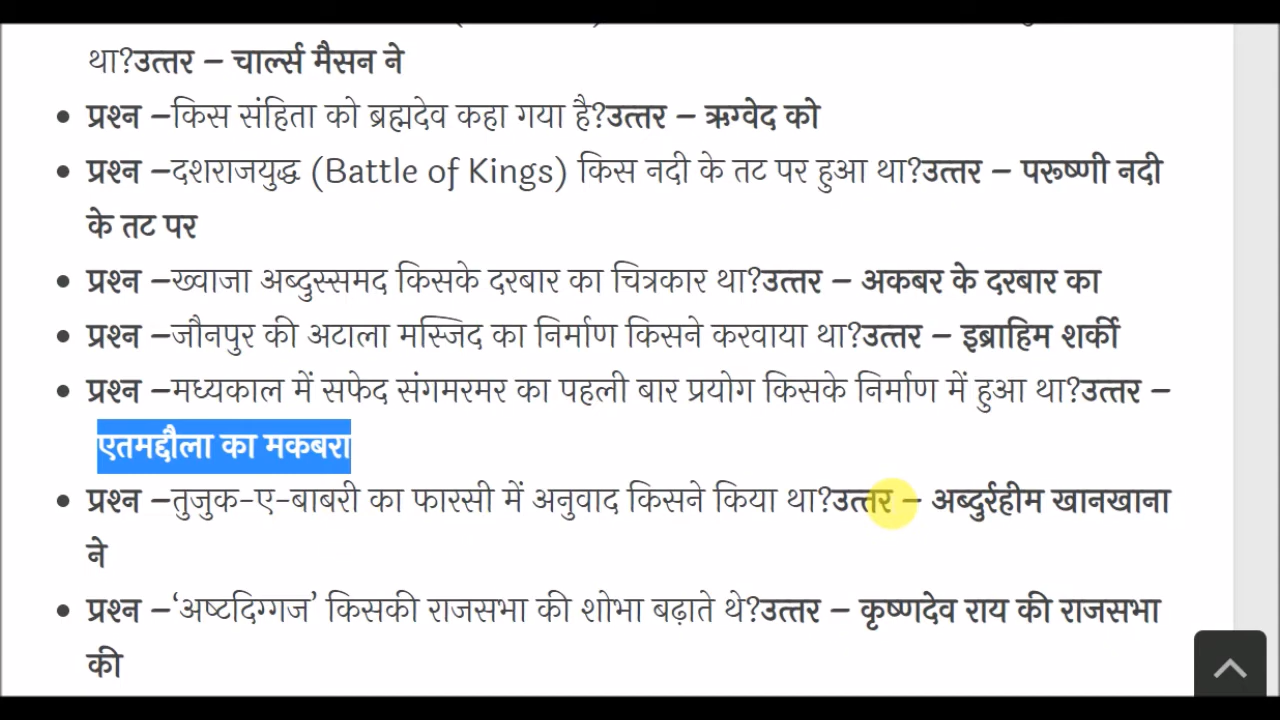 था?उत्तर – चार्ल्स मैसन ने
प्रश्न –किस संहिता को ब्रह्मदेव कहा गया है?उत्तर – ऋग्वेद को
प्रश्न –दशराजयुद्ध (Battle of Kings) किस नदी के तट पर हुआ था?उत्तर – परूष्णी नदी
के तट पर
प्रश्न –ख्वाजा अब्दुस्समद किसके दरबार का चित्रकार था?उत्तर – अकबर के दरबार का
प्रश्न –जौनपुर की अटाला मस्जिद का निर्माण किसने करवाया था?उत्तर – इब्राहिम शर्की
प्रश्न –मध्यकाल में सफेद संगमरमर का पहली बार प्रयोग किसके निर्माण में हुआ था?उत्तर –
एतमद्दौला का मकबरा
प्रश्न –तुजुक-ए-बाबरी का फारसी में अनुवाद किसने किया था?उत्तर – अब्दुर्रहीम खानखाना
ने
प्रश्न –‘अष्टदिग्गज’ किसकी राजसभा की शोभा बढ़ाते थे?उत्तर – कृष्णदेव राय की राजसभा
की